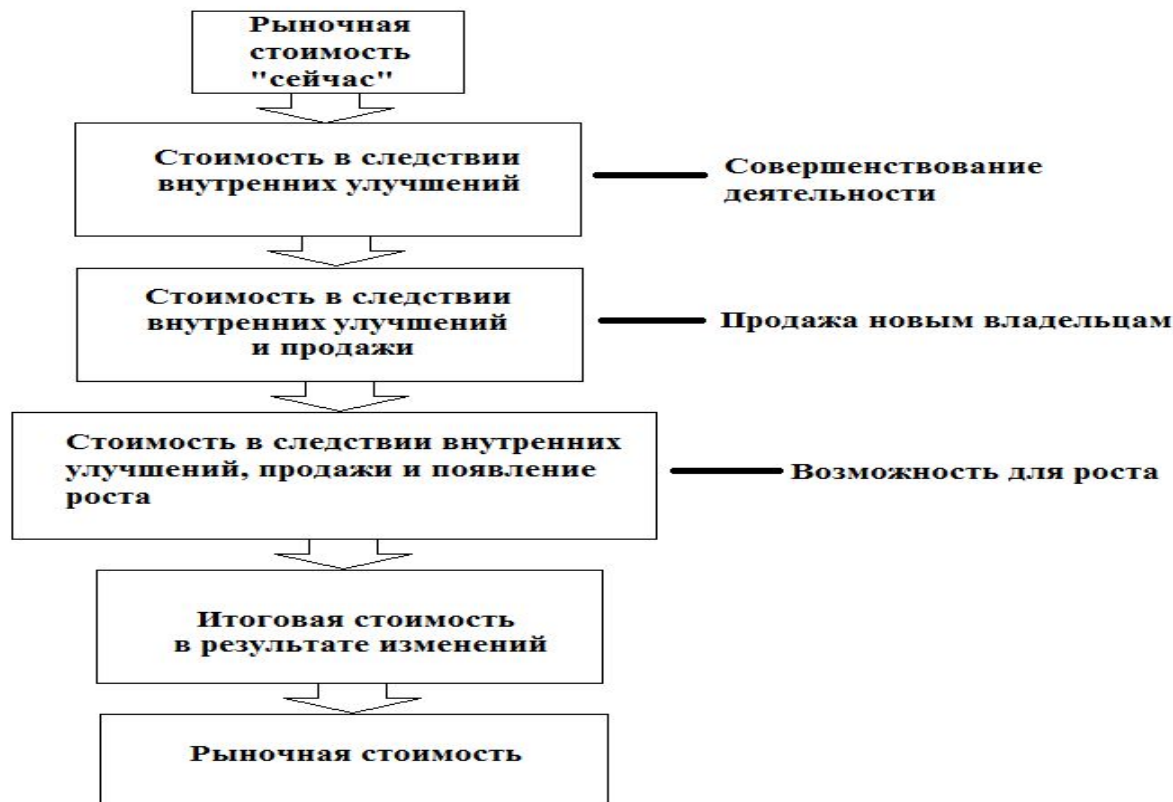 Рыночная
стоимость
"сейчас"
Стоимость в следствии
внутренних улучшений
Совершенствование
деятельности
Стоимость в следствии
внутренних улучшений
и продажи
Продажа новым владельцам
Стоимость в следствии внутренних
улучшений, продажи и появление
роста
Возможность для роста
Итоговая стоимость
в результате изменений
Рыночная стоимость